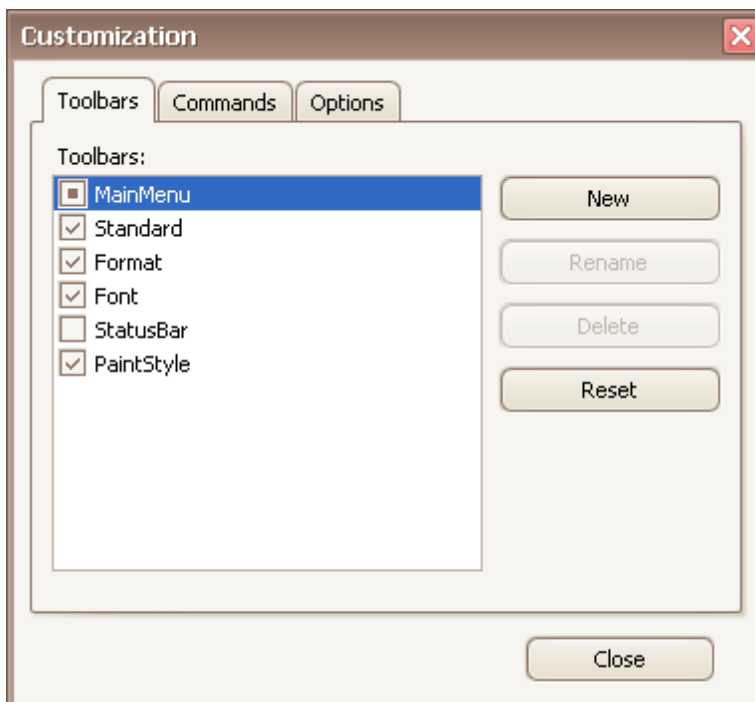 Customization
Toolbars Commands Options
Toolbars:
MainMenu
Standard
Format
Font
StatusBar
PaintStyle
New
Rename
Delete
Reset
Close